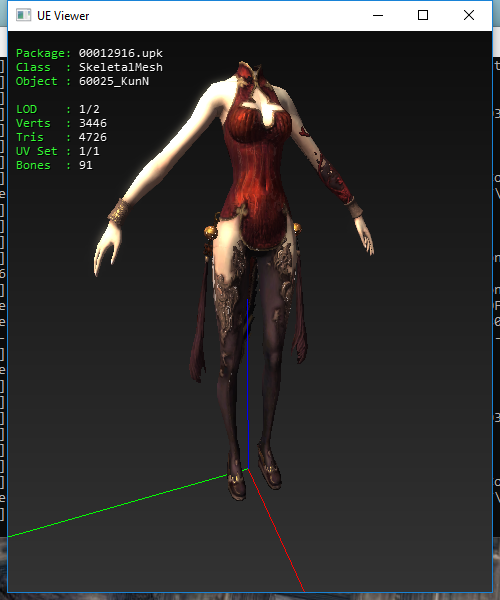 UE Viewer
Package: 00012916.upk
Class : SkeletalMesh
Object : 60025_KunN
LOD : 1/2
Verts : 3446
Tris : 4726
UV Set : 1/1
Bones : 91